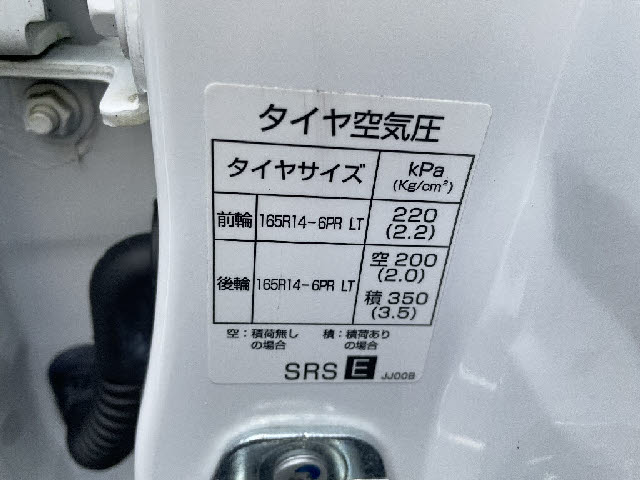 タイヤ空気圧
タイヤサイズ kPa
(Kg/cm²)
前輪 165R14-6PR LT 220
(2.2)
後輪 165R14-6PR LT 空 200
(2.0)
積 350
(3.5)
空：積荷無し 積：積荷あり
の場合 の場合
SRS E JJ00B